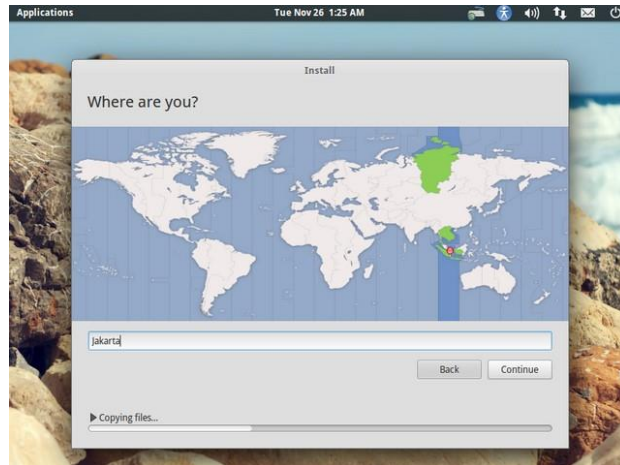 Applications
Tue Nov 26 1:25 AM
Install
Where are you?
Jakarta
Back
Continue
Copying files...